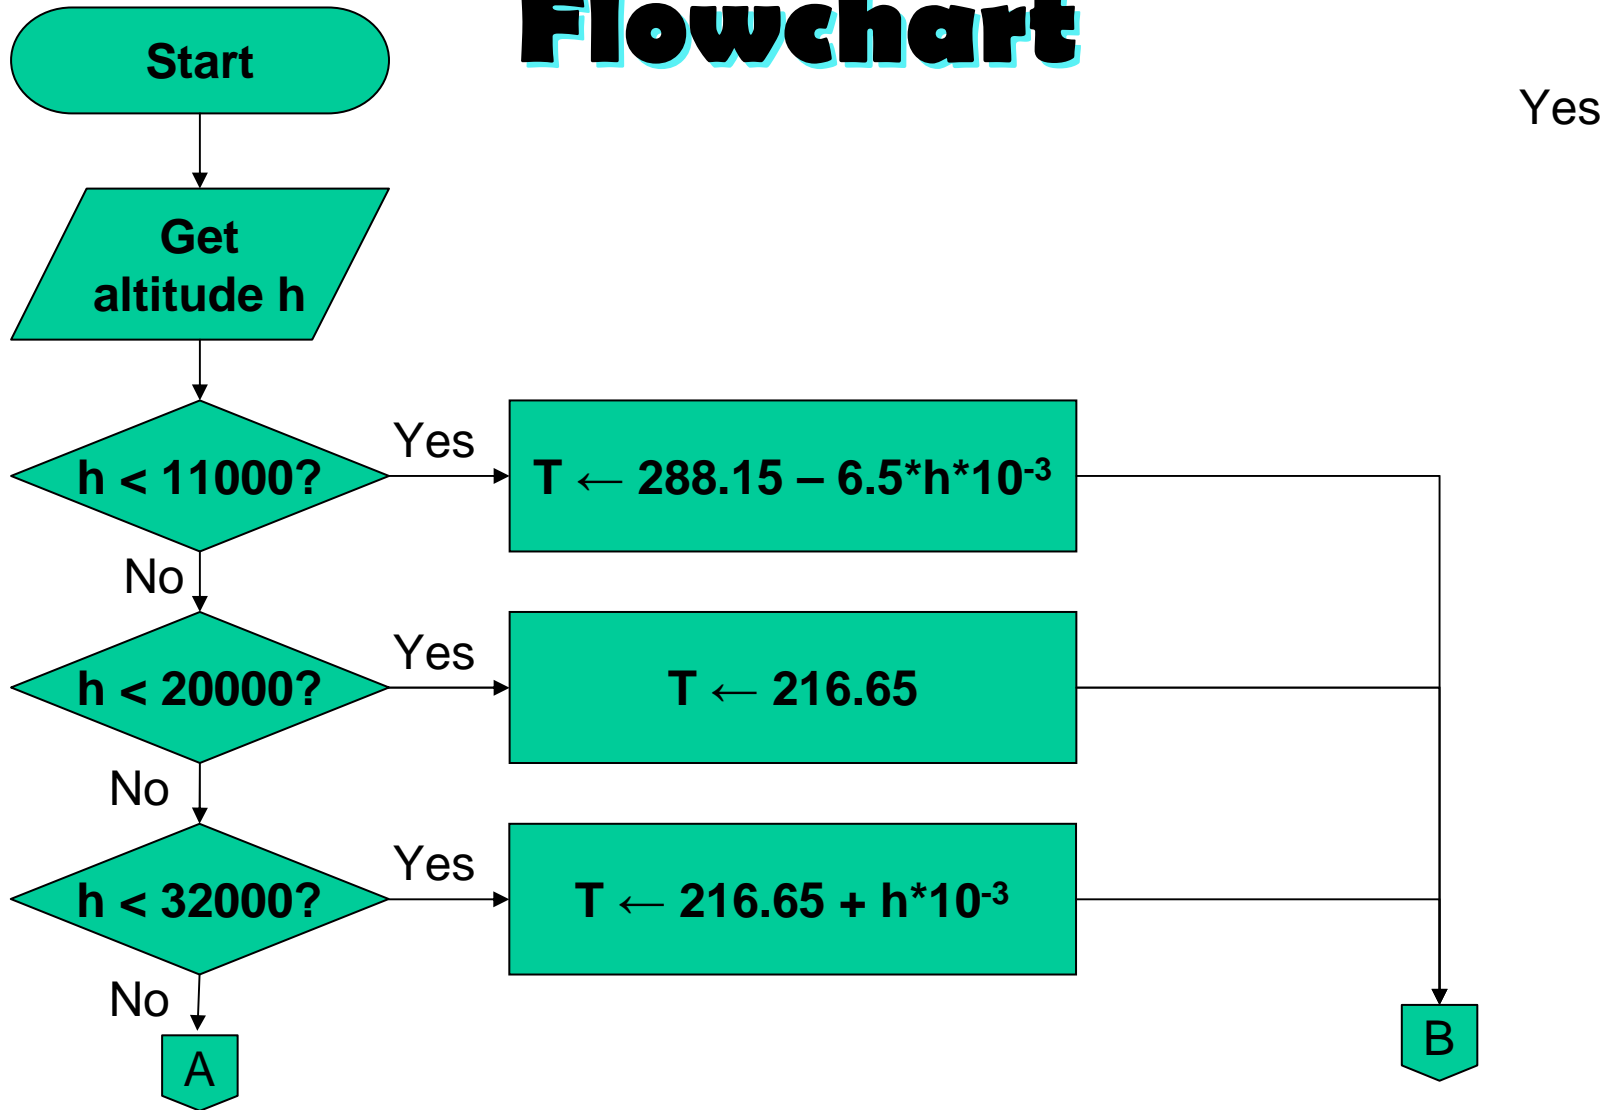 Flowchart
Start
Yes
Get
altitude h
h < 11000?
Yes
T ← 288.15 – 6.5*h*10⁻³
No
h < 20000?
Yes
T ← 216.65
No
h < 32000?
Yes
T ← 216.65 + h*10⁻³
No
A
B